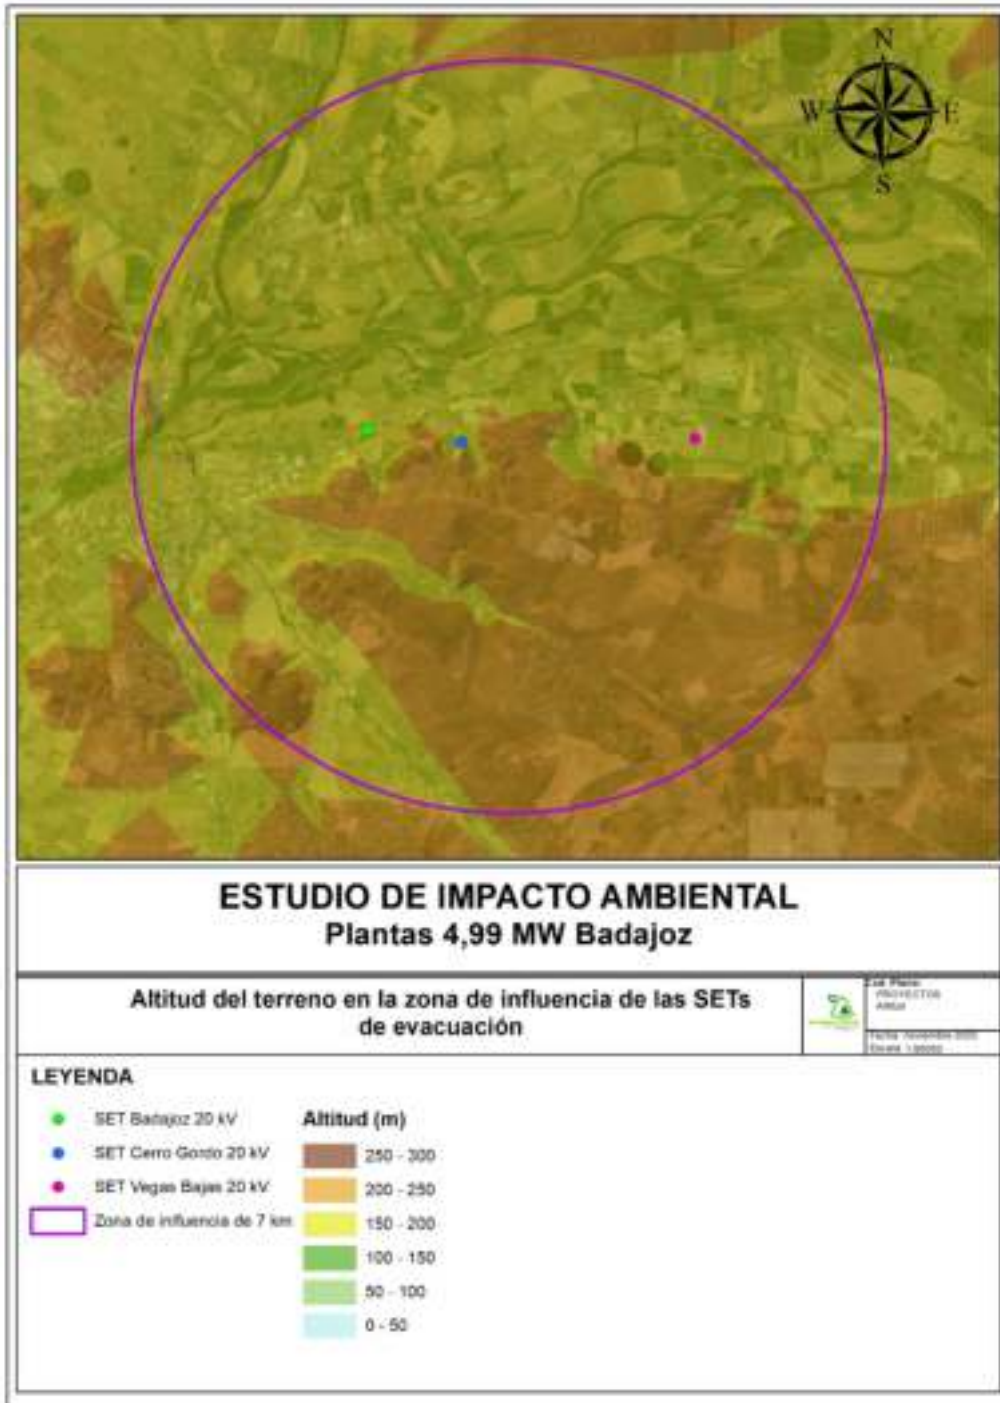 N
W
E
S
ESTUDIO DE IMPACTO AMBIENTAL
Plantas 4,99 MW Badajoz
Altitud del terreno en la zona de influencia de las SETs
de evacuación
PROYECTOS
LEYENDA
SET Badajoz 20 kV
SET Cerro Gordo 20 kV
SET Vegas Bajas 20 kV
Zona de influencia de 7 km
Altitud (m)
250 - 300
200 - 250
150 - 200
100 - 150
50 - 100
0 - 50